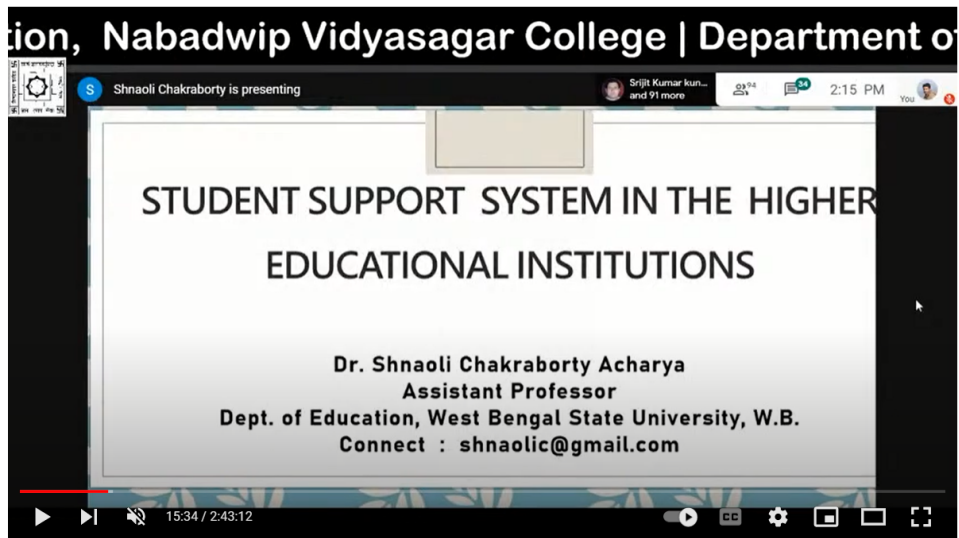 tion, Nabadwip Vidyasagar College | Department of
S Shnaoli Chakraborty is presenting
Srijit Kumar kun...
and 91 more
94
34
2:15 PM
You
STUDENT SUPPORT SYSTEM IN THE HIGHER
EDUCATIONAL INSTITUTIONS
Dr. Shnaoli Chakraborty Acharya
Assistant Professor
Dept. of Education, West Bengal State University, W.B.
Connect : shnaolic@gmail.com
15:34 / 2:43:12
CC